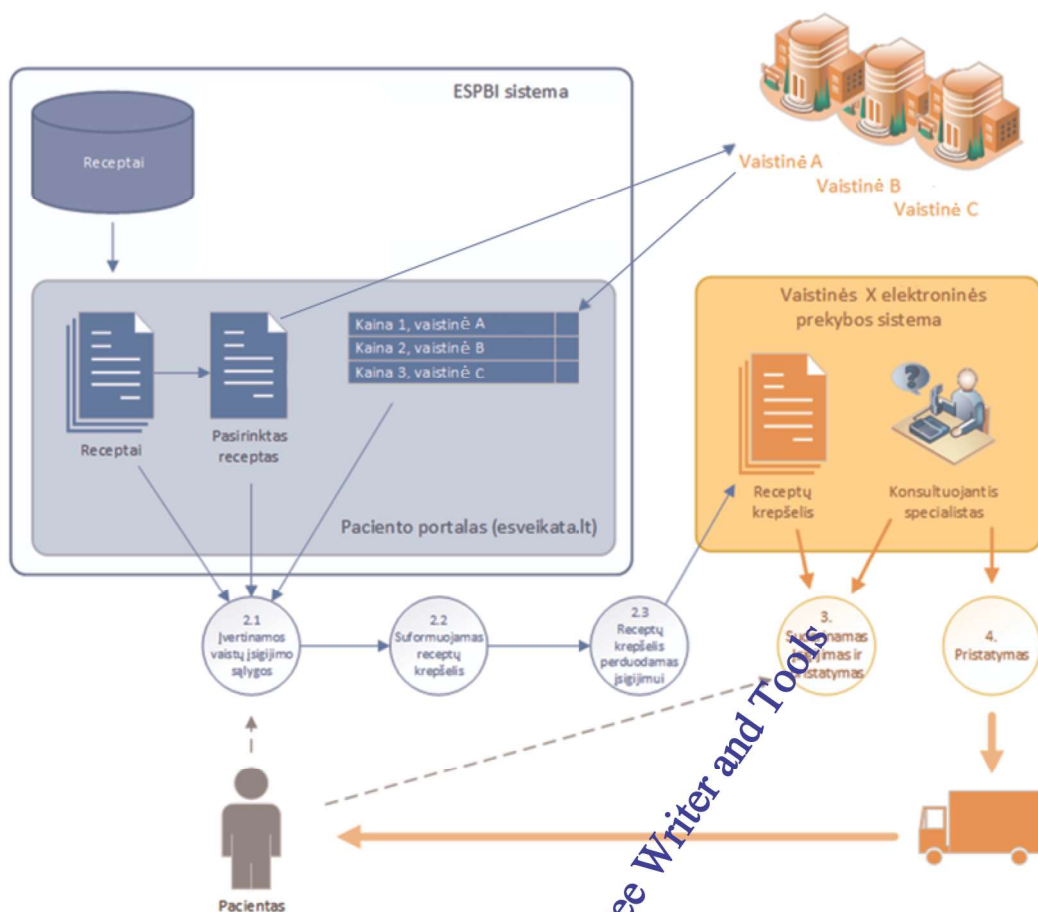 ESPBI sistema
Receptai
Vaistinė A
Vaistinė B
Vaistinė C
Receptai
Pasirinktas
receptas
Kaina 1, vaistinė A
Kaina 2, vaistinė B
Kaina 3, vaistinė C
Paciento portalas (esveikata.lt)
Vaistinės X elektroninės
prekybos sistema
Receptų
krepšelis
Konsultuojantis
specialistas
2.1
Įvertinamos
vaistų įsigijimo
sąlygos
2.2
Suformuojamas
receptų
krepšelis
2.3
Receptų
krepšelis
perduodamas
įsigijimui
3.
ir
4.
Pristatymas
Pacientas
Writer and Tools